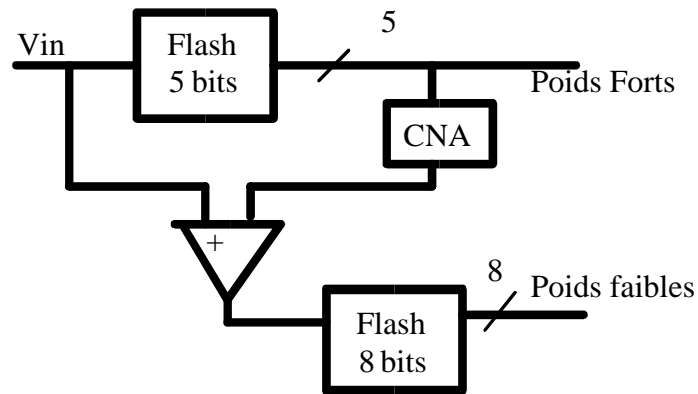 5
Vin
Flash
5 bits
Poids Forts
CNA
+
8
Poids faibles
Flash
8 bits